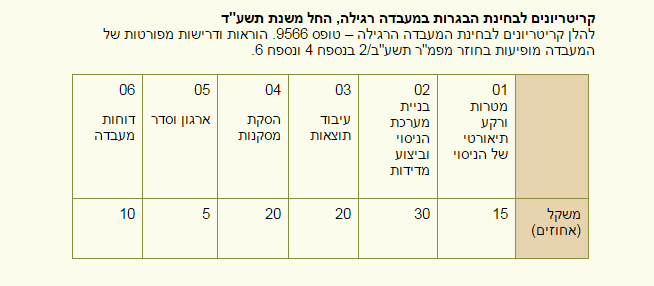 קריטריונים לבחינת הבגרות במעבדה רגילה, החל משנת תשע"ד
להלן קריטריונים לבחינת המעבדה הרגילה – טופס 9566. הוראות ודרישות מפורטות של
המעבדה מופיעות בחוזר מפמ"ר תשע"ב/2 בנספח 4 ונספח 6.
01
מטרות
ורקע
תיאורטי
של הניסוי
02
בניית
מערכת
הניסוי
וביצוע
מדידות
03
עיבוד
תוצאות
04
הסקת
מסקנות
05
ארגון וסדר
06
דוחות
מעבדה
משקל
(אחוזים)
15
30
20
20
5
10